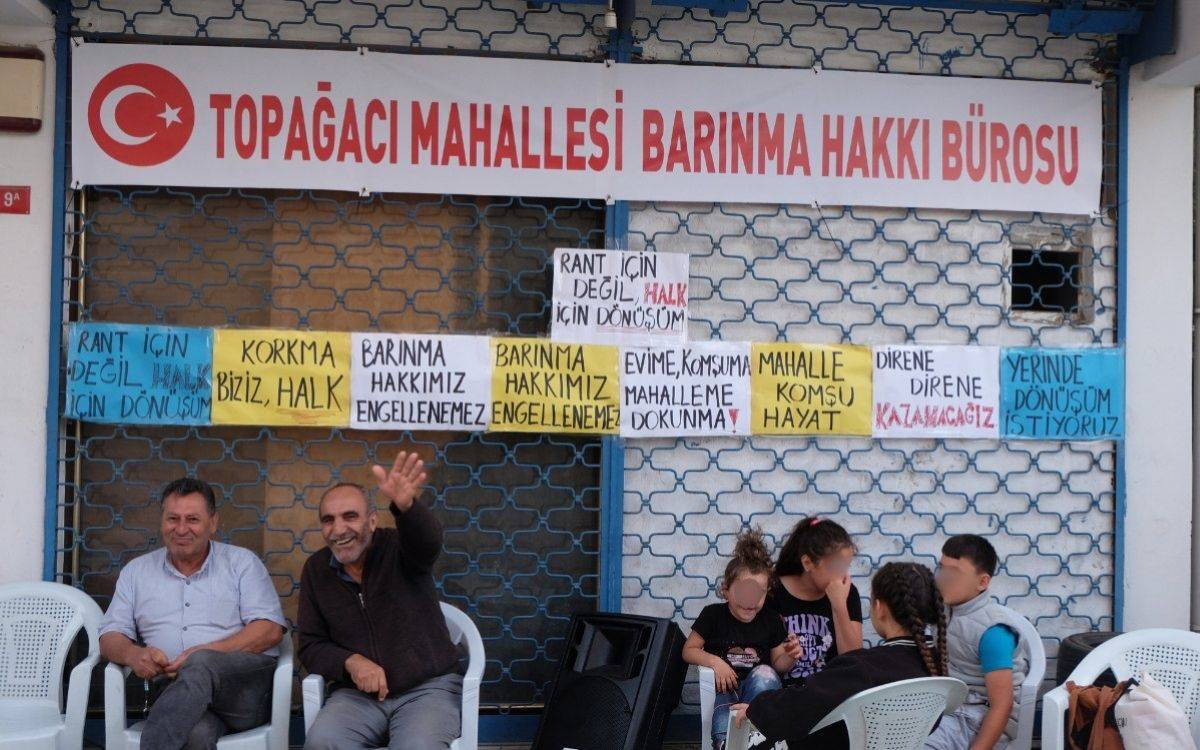 TOPAĞACI MAHALLESİ BARINMA HAKKI BÜROSU
9A
RANT İÇİN
DEĞİL, HALK
İÇİN DÖNÜŞÜM
RANT İÇİN
DEĞİL HALK
İÇİN DÖNÜŞÜM
KORKMA
BİZİZ, HALK
BARINMA
HAKKIMIZ
ENGELLENEMEZ
BARINMA
HAKKIMIZ
ENGELLENEMEZ
EVİME, KOMŞUMA
MAHALLEME
DOKUNMA!
MAHALLE
KOMŞU
HAYAT
DİRENE
DİRENE
KAZANACAĞIZ
YERİNDE
DÖNÜŞÜM
İSTİYORUZ
THINK